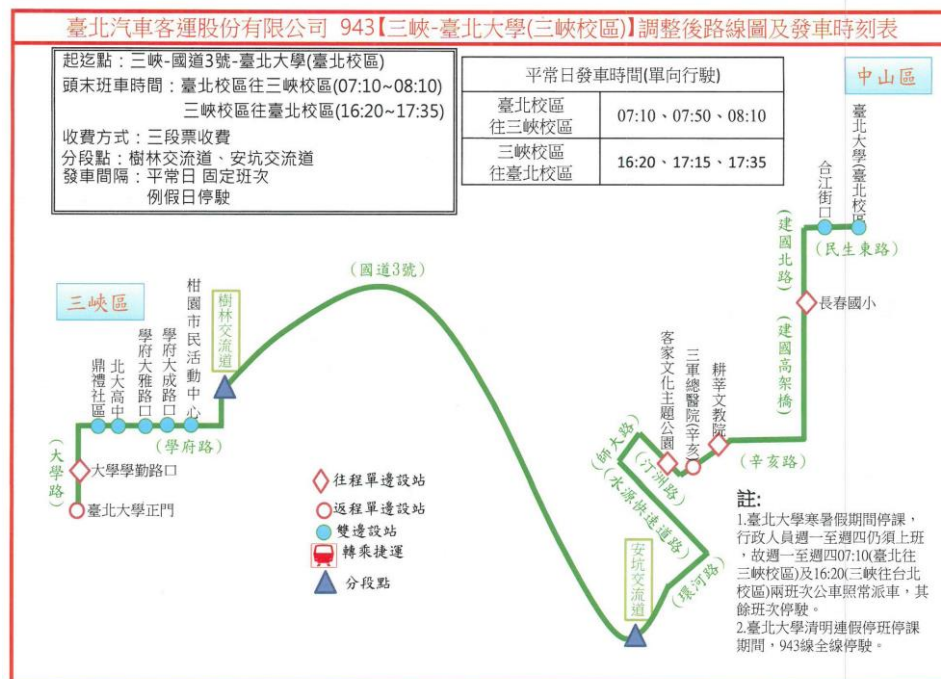 臺北汽車客運股份有限公司 943【三峽-臺北大學(三峽校區)】調整後路線圖及發車時刻表
起迄點：三峽-國道3號-臺北大學(臺北校區)
頭末班車時間：臺北校區往三峽校區(07:10~08:10)
三峽校區往臺北校區(16:20~17:35)
收費方式：三段票收費
分段點：樹林交流道、安坑交流道
發車間隔：平常日 固定班次
例假日停駛
平常日發車時間(單向行駛)
臺北校區
往三峽校區
07:10、07:50、08:10
三峽校區
往臺北校區
16:20、17:15、17:35
中山區
臺北大學(臺北校區
合江街口
(民生東路)
(建國北路)
長春國小
(建國高架橋)
(國道3號)
三峽區
鼎禮社區
北大高中
學府大雅路口
學府大成路口
柑園市民活動中心
樹林交流道
(學府路)
(大學路)
大學學勤路口
臺北大學正門
客家文化主題公園
三軍總醫院(辛亥)
耕莘文教院
(辛亥路)
(師大路)
(汀洲路)
(水源快速道路)
(環河路)
安坑交流道
往程單邊設站
返程單邊設站
雙邊設站
轉乘捷運
分段點
註:
1.臺北大學寒暑假期間停課，
行政人員週一至週四仍須上班
，故週一至週四07:10(臺北往
三峽校區)及16:20(三峽往台北
校區)兩班次公車照常派車，其
餘班次停駛。
2.臺北大學清明連假停班停課
期間，943線全線停駛。